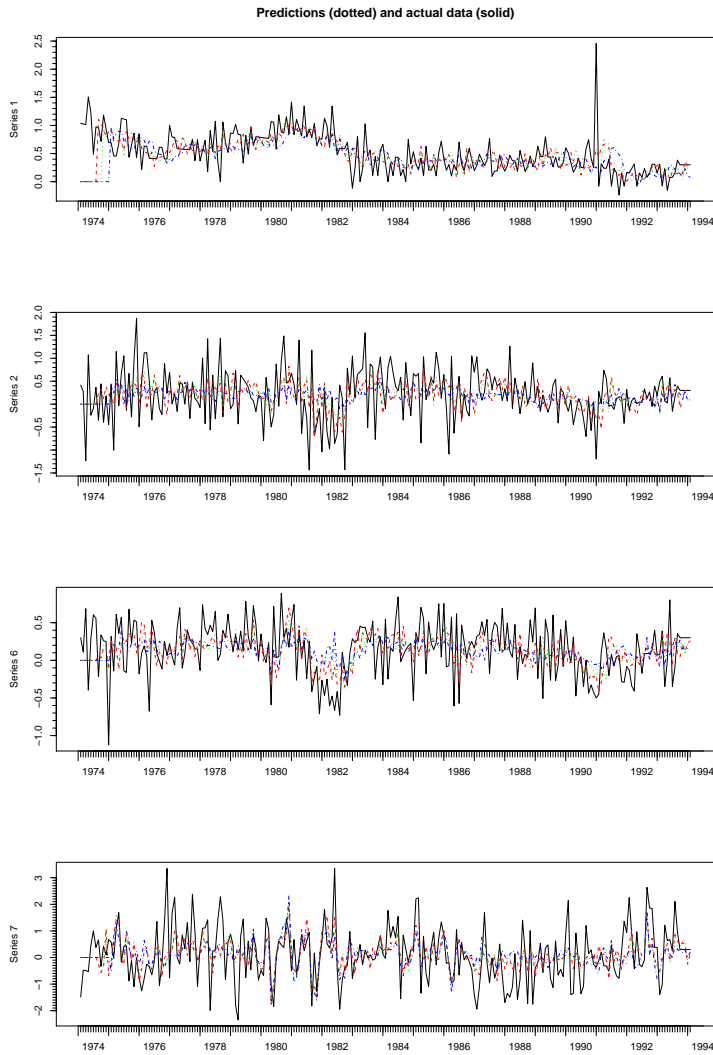 Predictions (dotted) and actual data (solid)
Series 1
0.0 0.5 1.0 1.5 2.0 2.5
1974 1976 1978 1980 1982 1984 1986 1988 1990 1992 1994
Series 2
−1.5 −0.5 0.5 1.0 1.5 2.0
1974 1976 1978 1980 1982 1984 1986 1988 1990 1992 1994
Series 6
−1.0 −0.5 0.0 0.5
1974 1976 1978 1980 1982 1984 1986 1988 1990 1992 1994
Series 7
−2 −1 0 1 2 3
1974 1976 1978 1980 1982 1984 1986 1988 1990 1992 1994